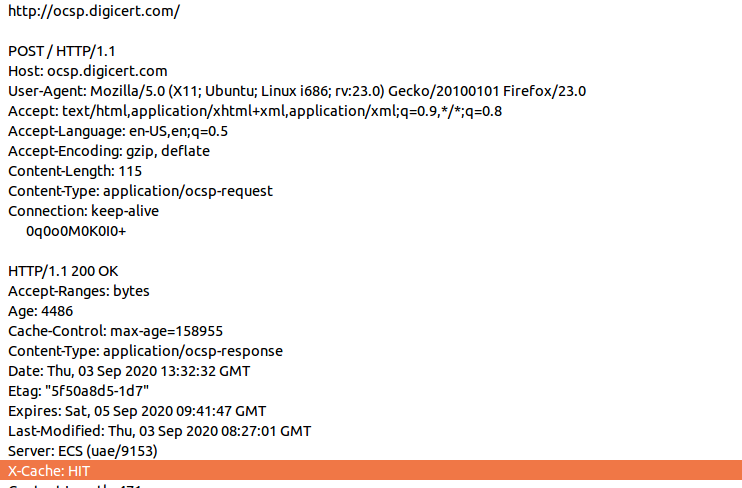 http://ocsp.digicert.com/
POST / HTTP/1.1
Host: ocsp.digicert.com
User-Agent: Mozilla/5.0 (X11; Ubuntu; Linux i686; rv:23.0) Gecko/20100101 Firefox/23.0
Accept: text/html,application/xhtml+xml,application/xml;q=0.9,*/*;q=0.8
Accept-Language: en-US,en;q=0.5
Accept-Encoding: gzip, deflate
Content-Length: 115
Content-Type: application/ocsp-request
Connection: keep-alive
0q0o0M0K0I0+
HTTP/1.1 200 OK
Accept-Ranges: bytes
Age: 4486
Cache-Control: max-age=158955
Content-Type: application/ocsp-response
Date: Thu, 03 Sep 2020 13:32:32 GMT
Etag: "5f50a8d5-1d7"
Expires: Sat, 05 Sep 2020 09:41:47 GMT
Last-Modified: Thu, 03 Sep 2020 08:27:01 GMT
Server: ECS (uae/9153)
X-Cache: HIT